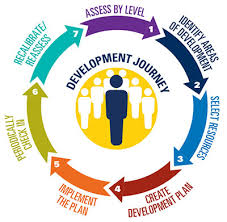 1
ASSESS BY LEVEL
2
IDENTIFY AREAS
OF DEVELOPMENT
3
SELECT RESOURCES
4
CREATE
DEVELOPMENT PLAN
5
IMPLEMENT
THE PLAN
6
PERIODICALLY
CHECK IN
7
RECALIBRATE/
REASSESS
DEVELOPMENT JOURNEY